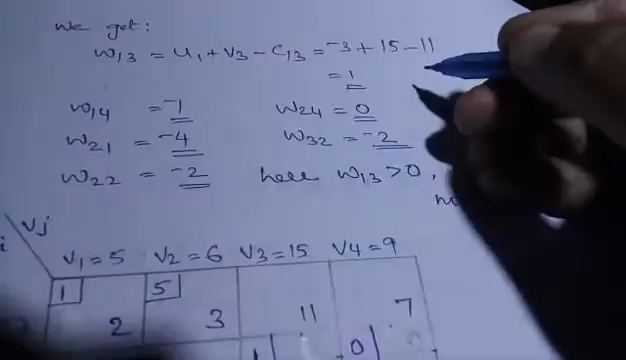 We get:
W13 = U1 + V3 - C13 = -3 + 15 - 11
= 1
W14 = -1 W24 = 0
W21 = -4 W32 = -2
W22 = -2 here W13 > 0,
Vj
V1 = 5 V2 = 6 V3 = 15 V4 = 9
1 5
2 3 11 7
0